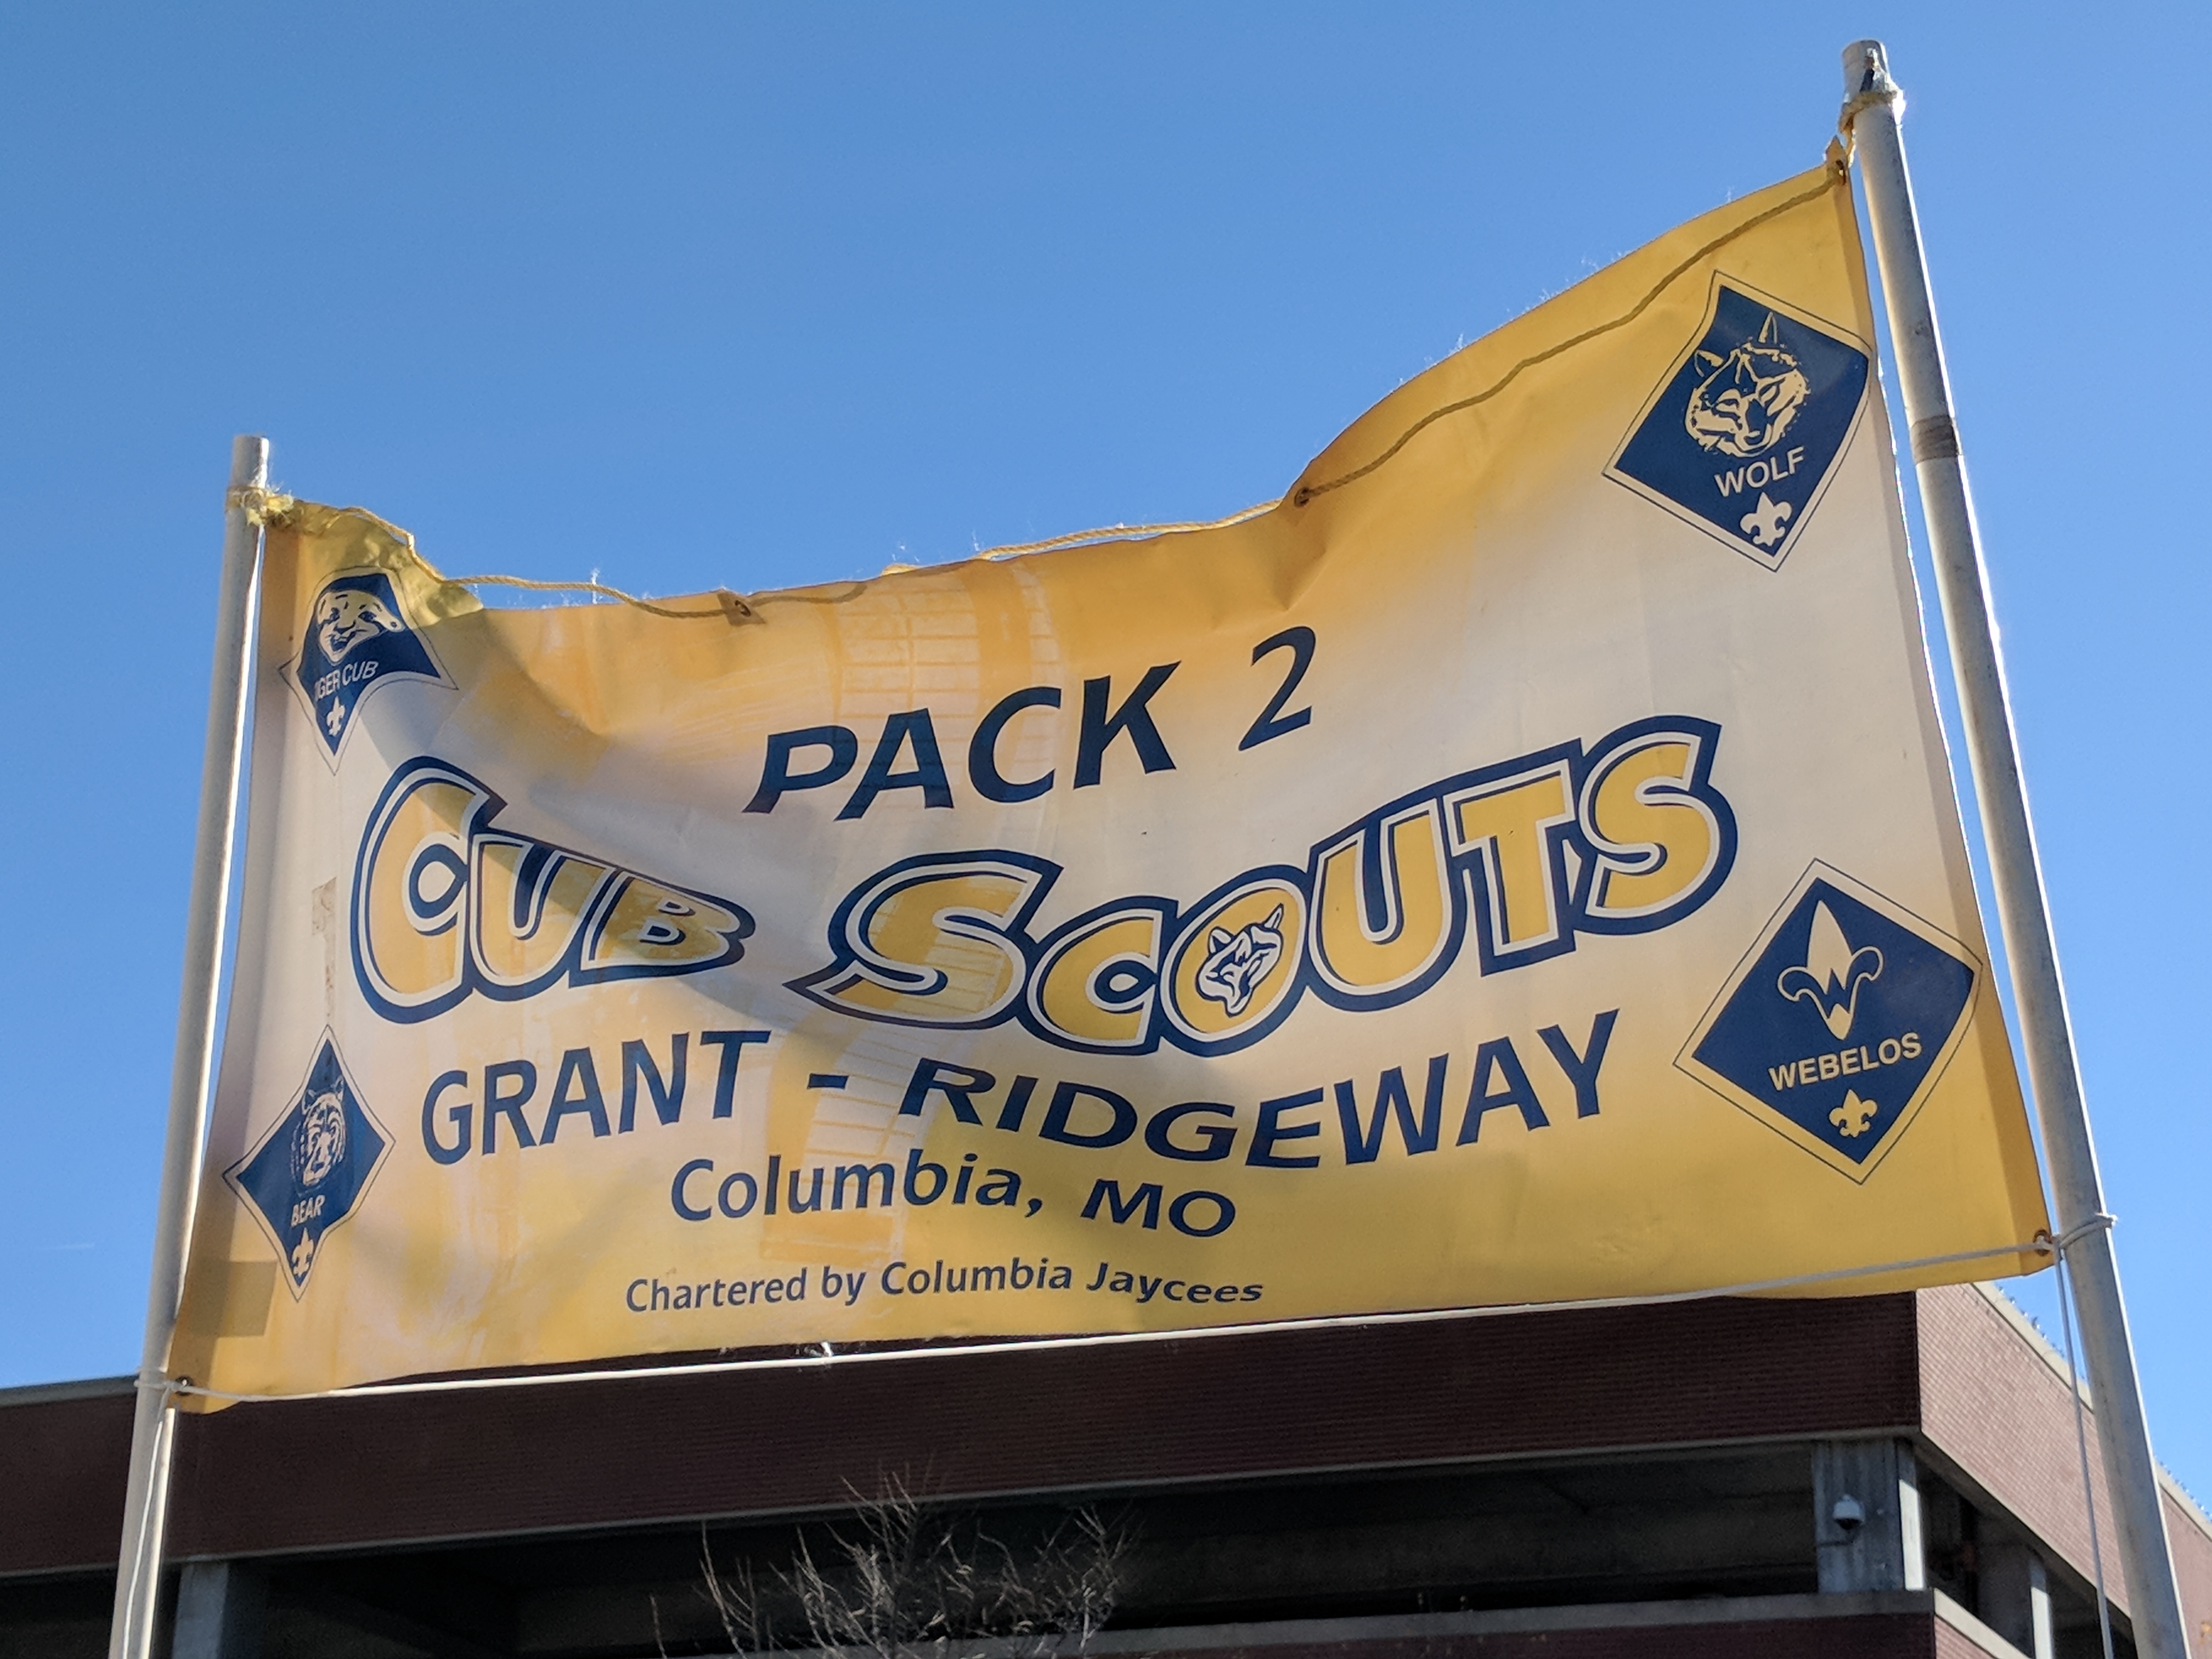 WOLF
TIGER CUB
PACK 2
CUB SCOUTS
GRANT - RIDGEWAY
Columbia, MO
Chartered by Columbia Jaycees
BEAR
W
WEBELOS